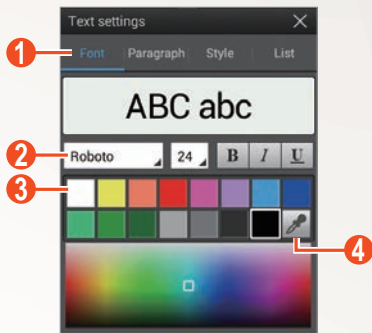 Text settings
1 Font Paragraph Style List
ABC abc
2 Roboto 24 B I U
3
4